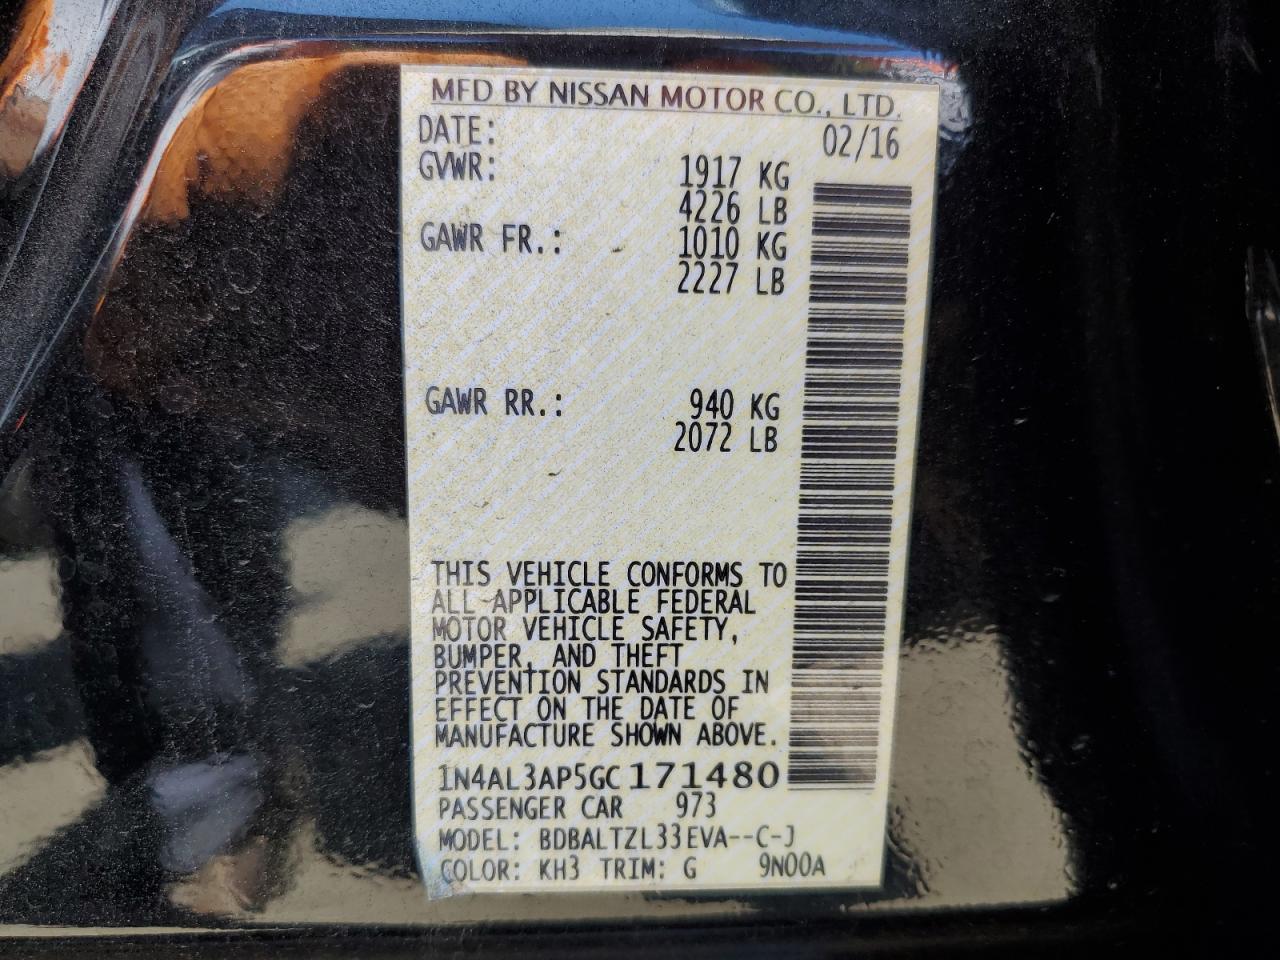 MFD BY NISSAN MOTOR CO., LTD.
DATE: 02/16
GVWR: 1917 KG
4226 LB
GAWR FR.: 1010 KG
2227 LB
GAWR RR.: 940 KG
2072 LB
THIS VEHICLE CONFORMS TO
ALL APPLICABLE FEDERAL
MOTOR VEHICLE SAFETY,
BUMPER, AND THEFT
PREVENTION STANDARDS IN
EFFECT ON THE DATE OF
MANUFACTURE SHOWN ABOVE.
1N4AL3AP5GC171480
PASSENGER CAR 973
MODEL: BDBALTZL33EVA--C-J
COLOR: KH3 TRIM: G 9N00A